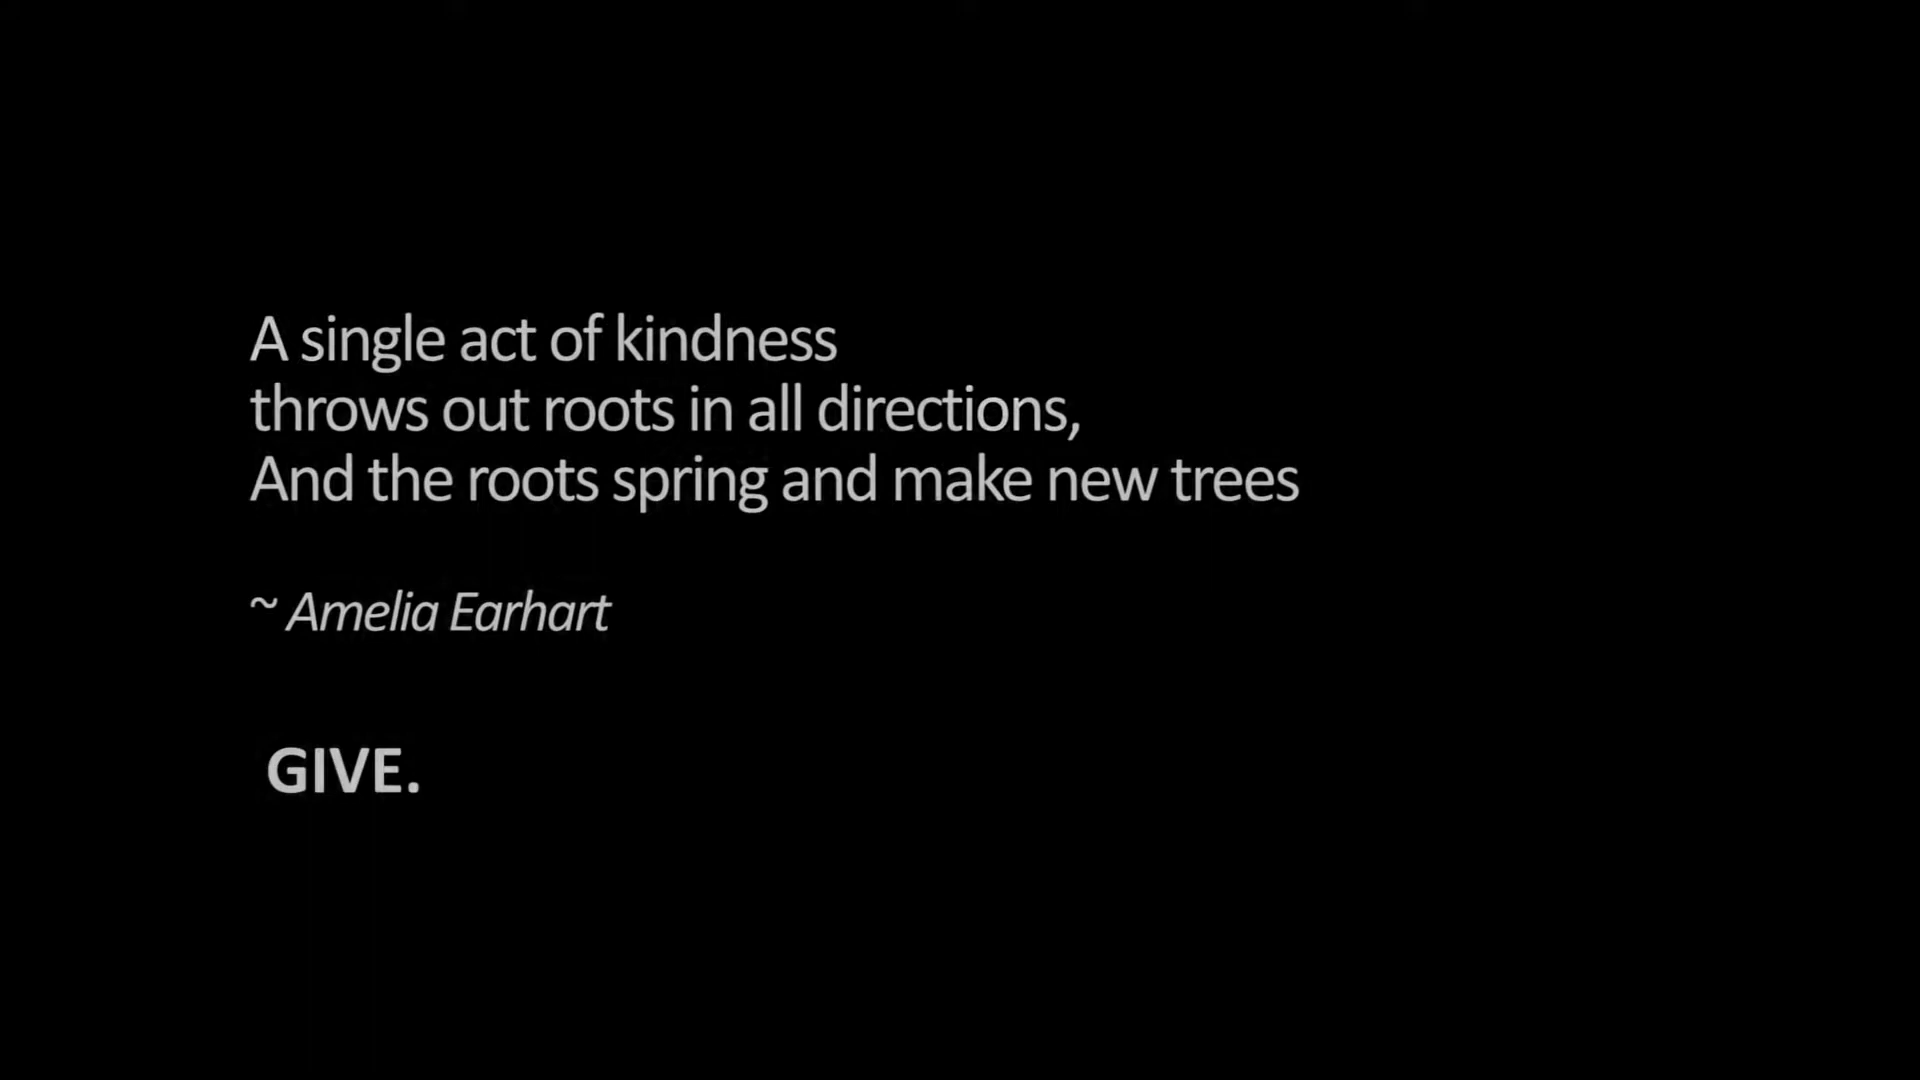 A single act of kindness
throws out roots in all directions,
And the roots spring and make new trees
~ Amelia Earhart
GIVE.